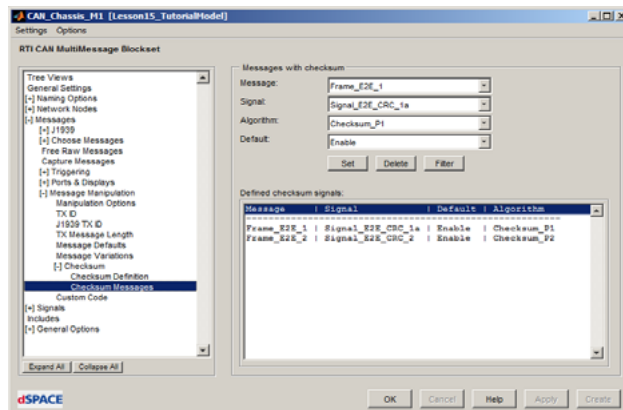 CAN_Chassis_M1 [Lesson15_TutorialModel]
Settings Options
RTI CAN MultiMessage Blockset
Tree Views
General Settings
[+] Naming Options
[+] Network Nodes
[-] Messages
[+] J1939
[+] Choose Messages
Free Raw Messages
Capture Messages
[+] Triggering
[+] Ports & Displays
[-] Message Manipulation
Manipulation Options
TX ID
J1939 TX ID
TX Message Length
Message Defaults
Message Variations
[-] Checksum
Checksum Definition
Checksum Messages
Custom Code
[+] Signals
Includes
[+] General Options
Expand All Collapse All
Messages with checksum
Message: Frame_E2E_1
Signal: Signal_E2E_CRC_1a
Algorithm: Checksum_P1
Default: Enable
Set Delete Filter
Defined checksum signals:
Message | Signal | Default | Algorithm
Frame_E2E_1 | Signal_E2E_CRC_1a | Enable | Checksum_P1
Frame_E2E_2 | Signal_E2E_CRC_2 | Enable | Checksum_P2
dSPACE
OK Cancel Help Apply Create